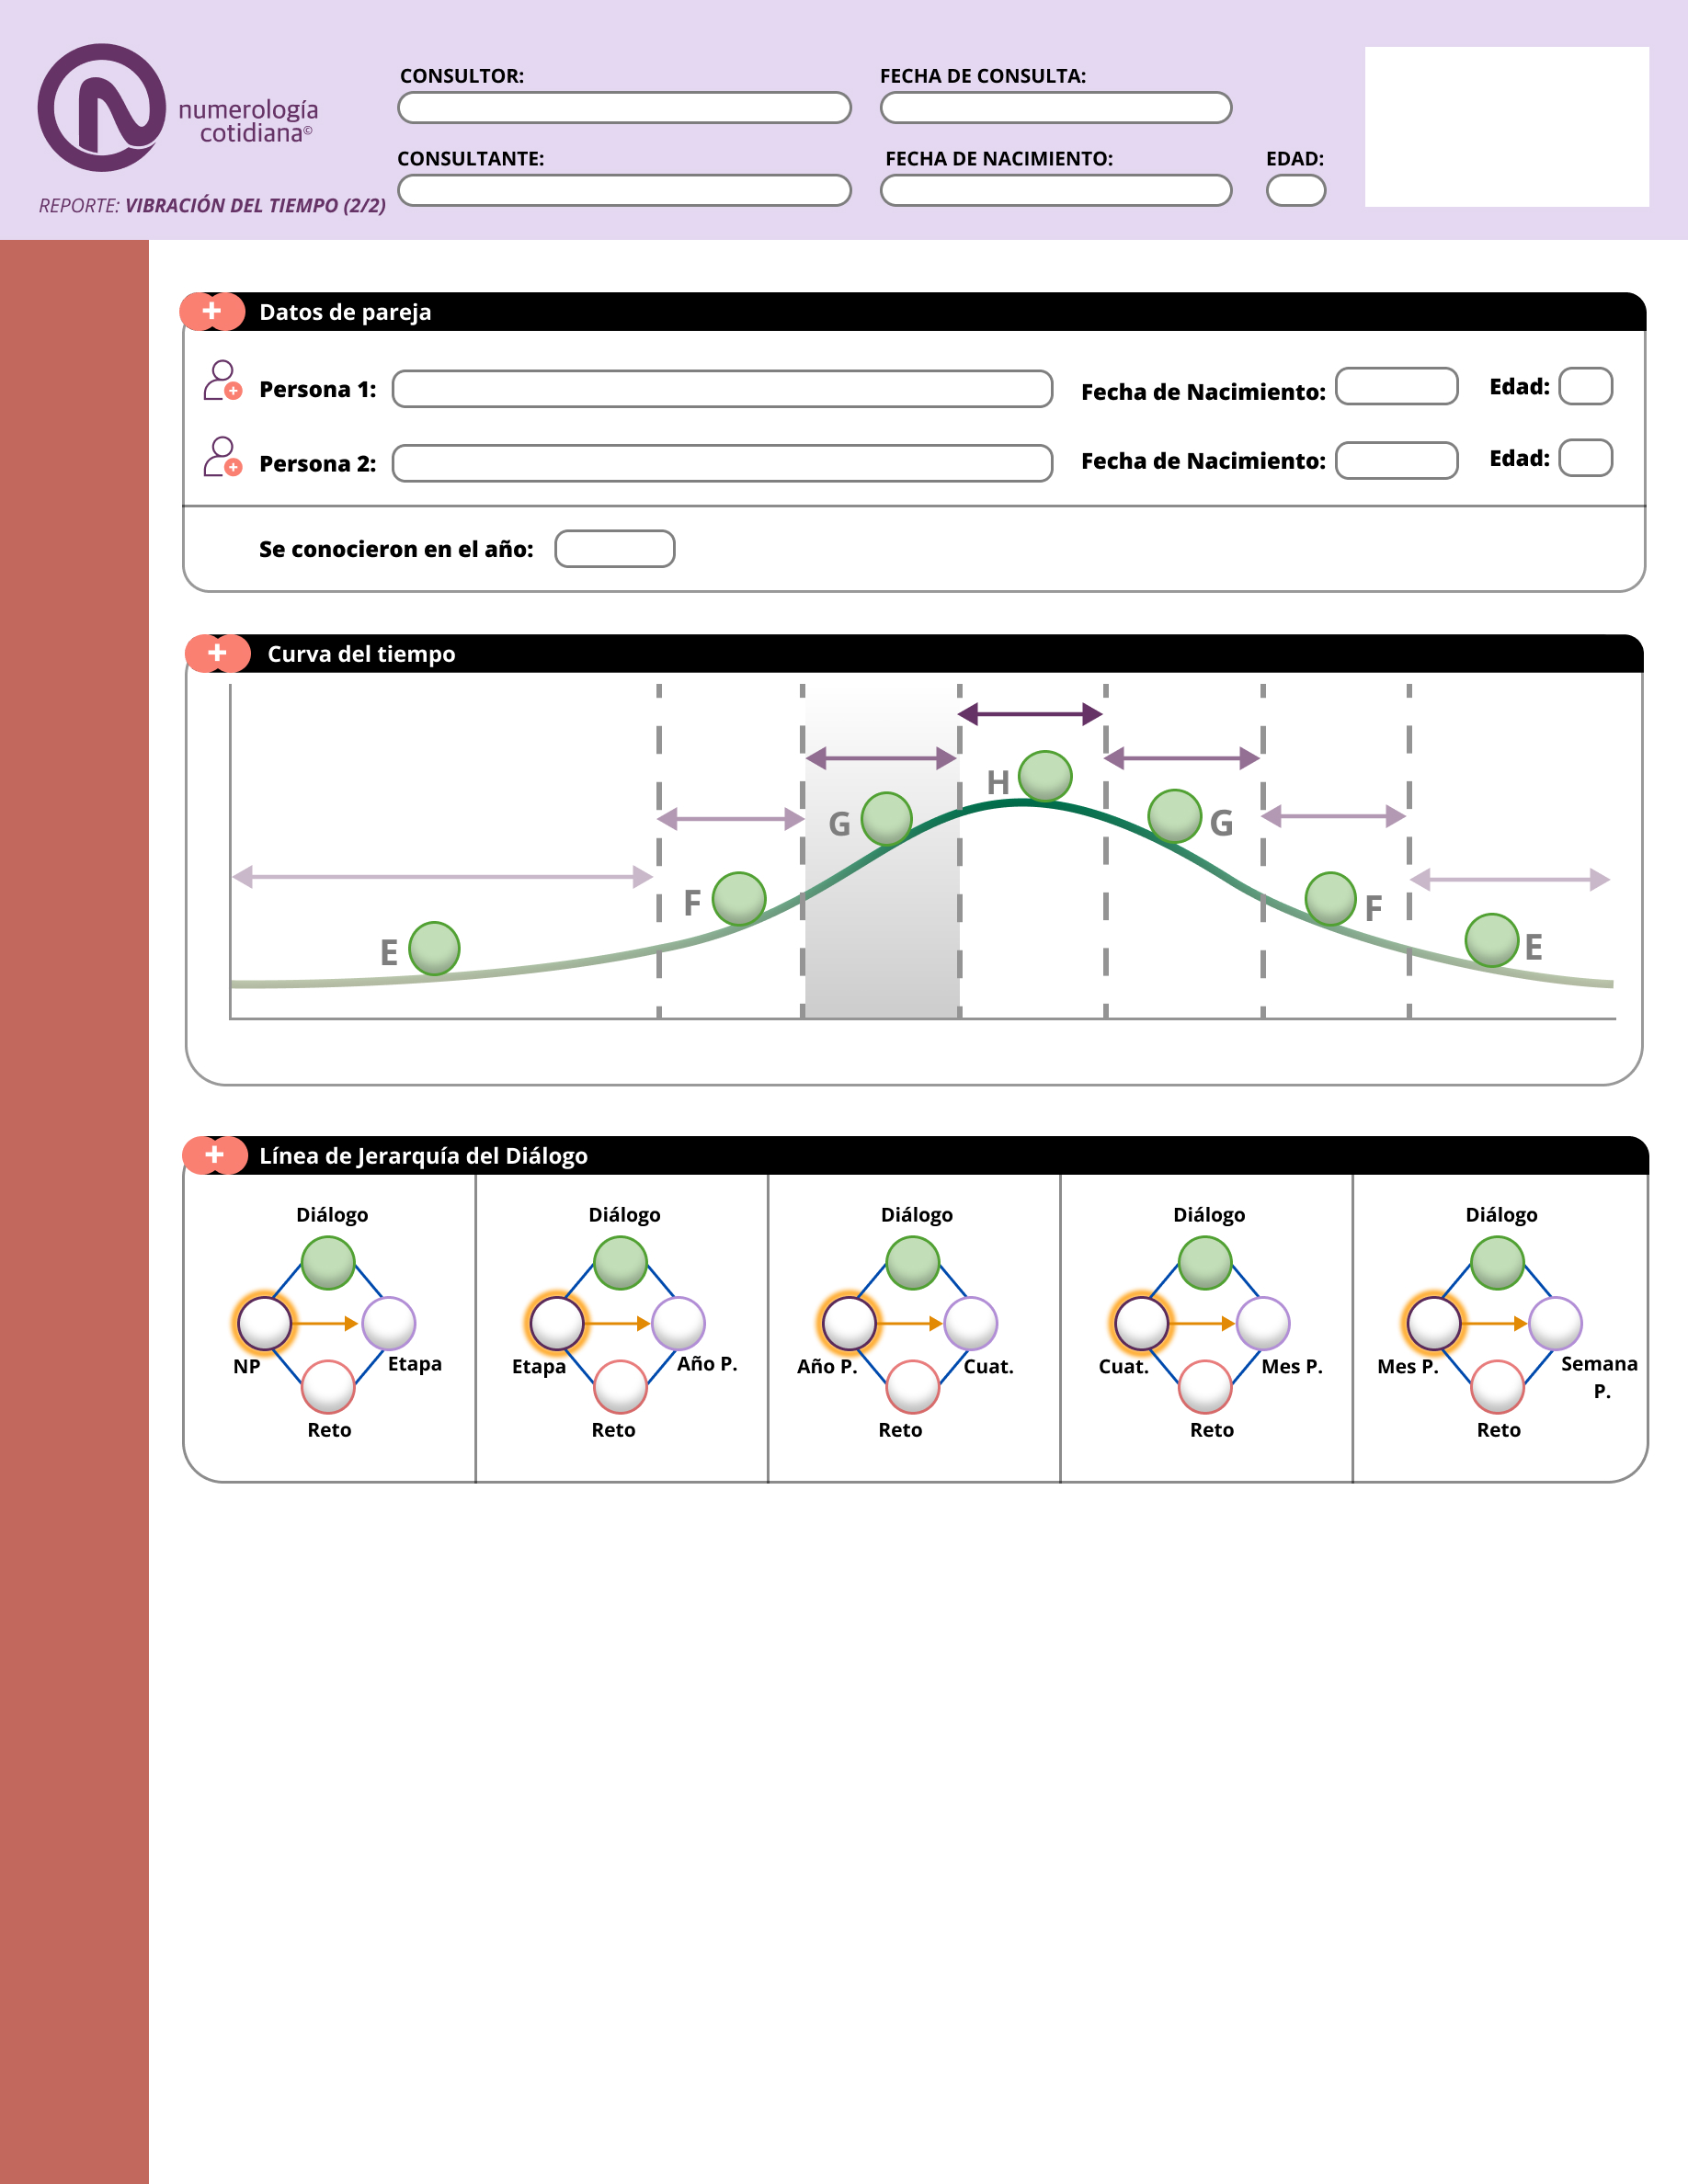 numerología
cotidiana©
REPORTE: VIBRACIÓN DEL TIEMPO (2/2)
CONSULTOR:
FECHA DE CONSULTA:
CONSULTANTE:
FECHA DE NACIMIENTO:
EDAD:
Datos de pareja
Persona 1:
Fecha de Nacimiento:
Edad:
Persona 2:
Fecha de Nacimiento:
Edad:
Se conocieron en el año:
Curva del tiempo
E
F
G
H
G
F
E
Línea de Jerarquía del Diálogo
Diálogo
NP
Etapa
Reto
Diálogo
Etapa
Año P.
Reto
Diálogo
Año P.
Cuat.
Reto
Diálogo
Cuat.
Mes P.
Reto
Diálogo
Mes P.
Semana
P.
Reto